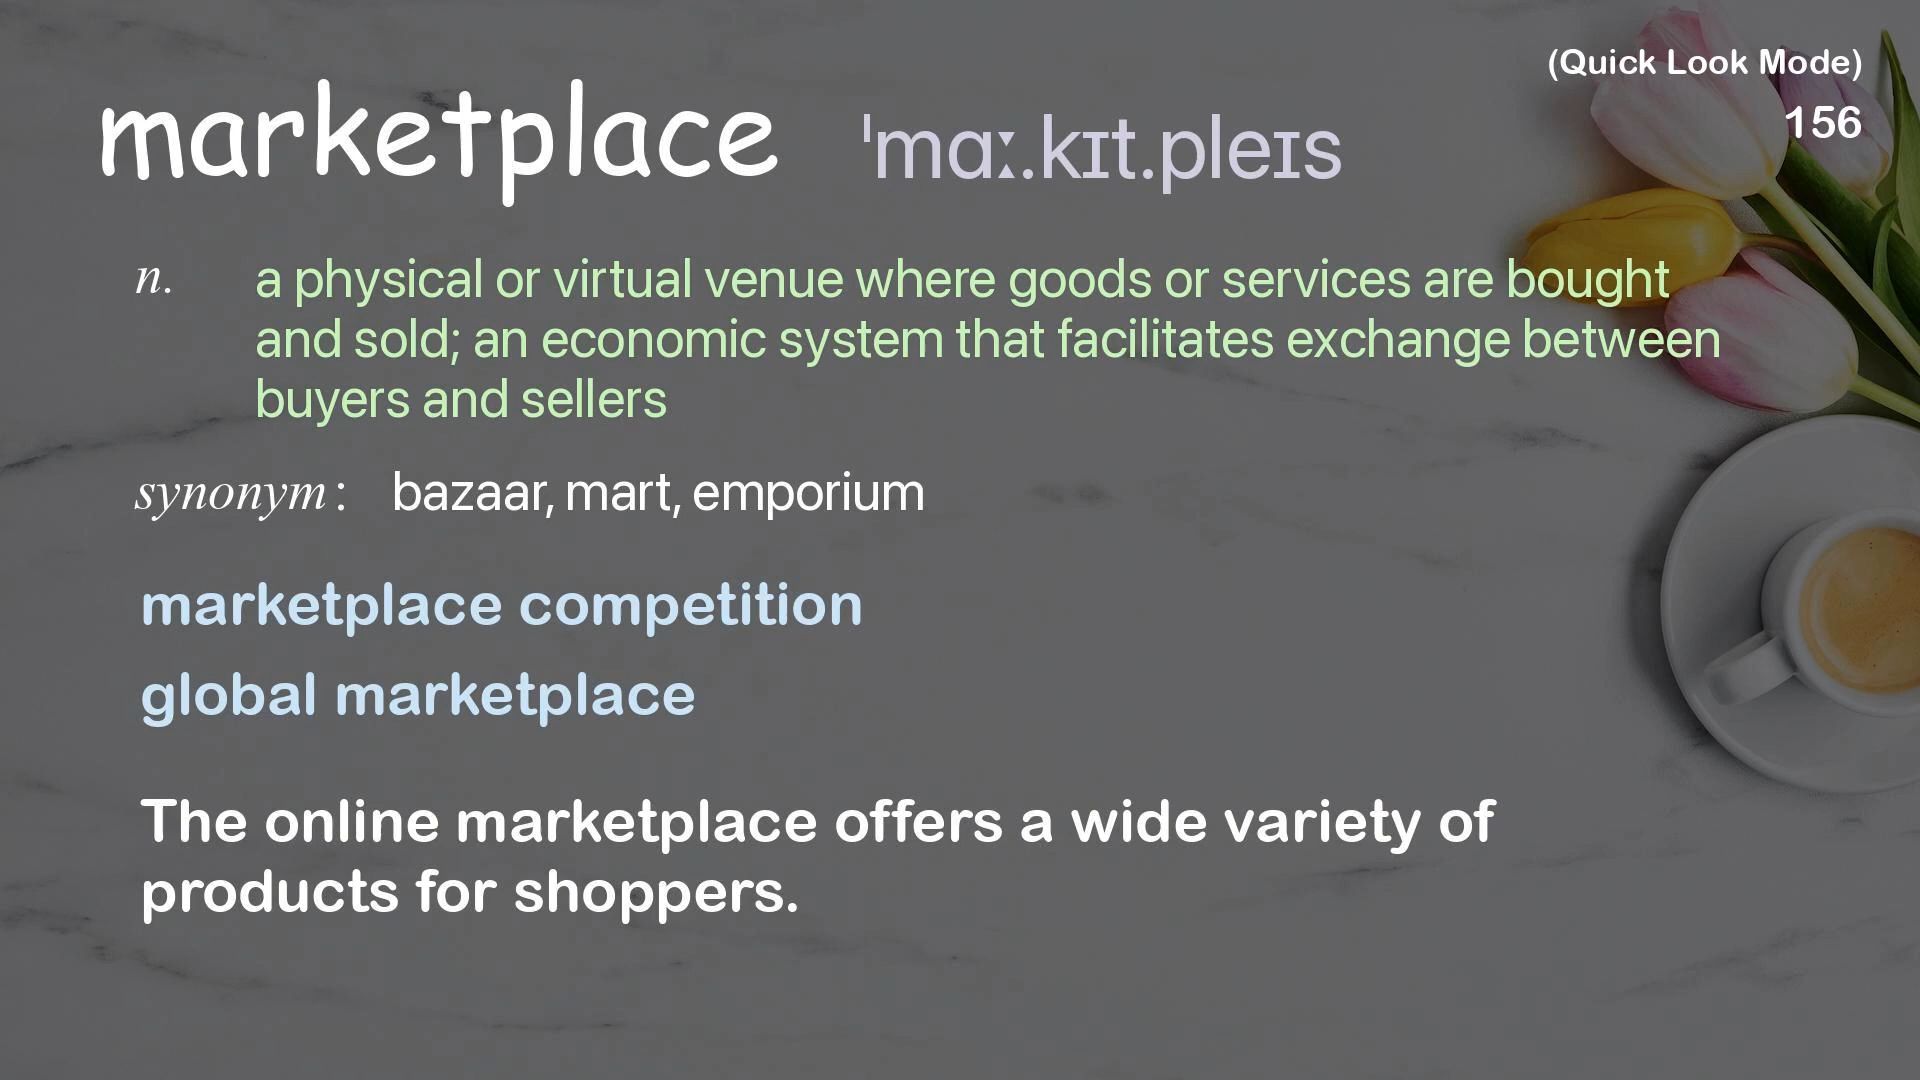 (Quick Look Mode)
156
marketplace ˈmɑː.kɪt.pleɪs
n. a physical or virtual venue where goods or services are bought
and sold; an economic system that facilitates exchange between
buyers and sellers
synonym: bazaar, mart, emporium
marketplace competition
global marketplace
The online marketplace offers a wide variety of
products for shoppers.